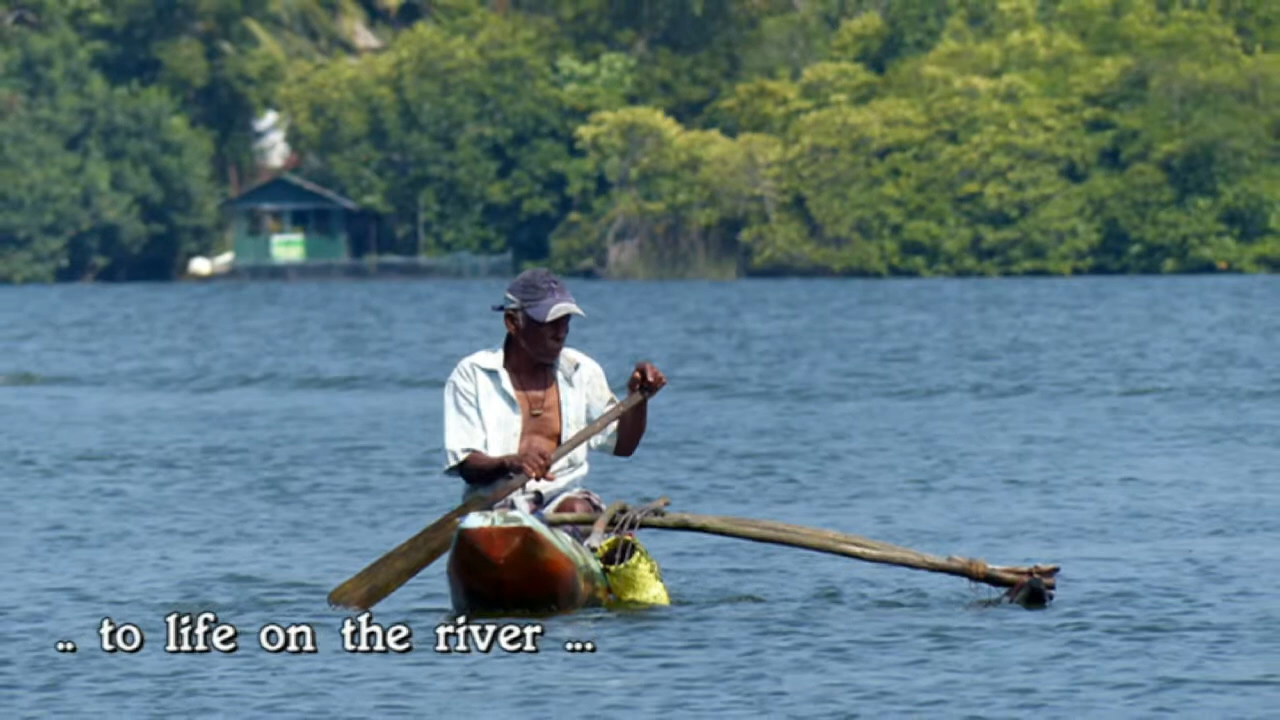 .. to life on the river ...